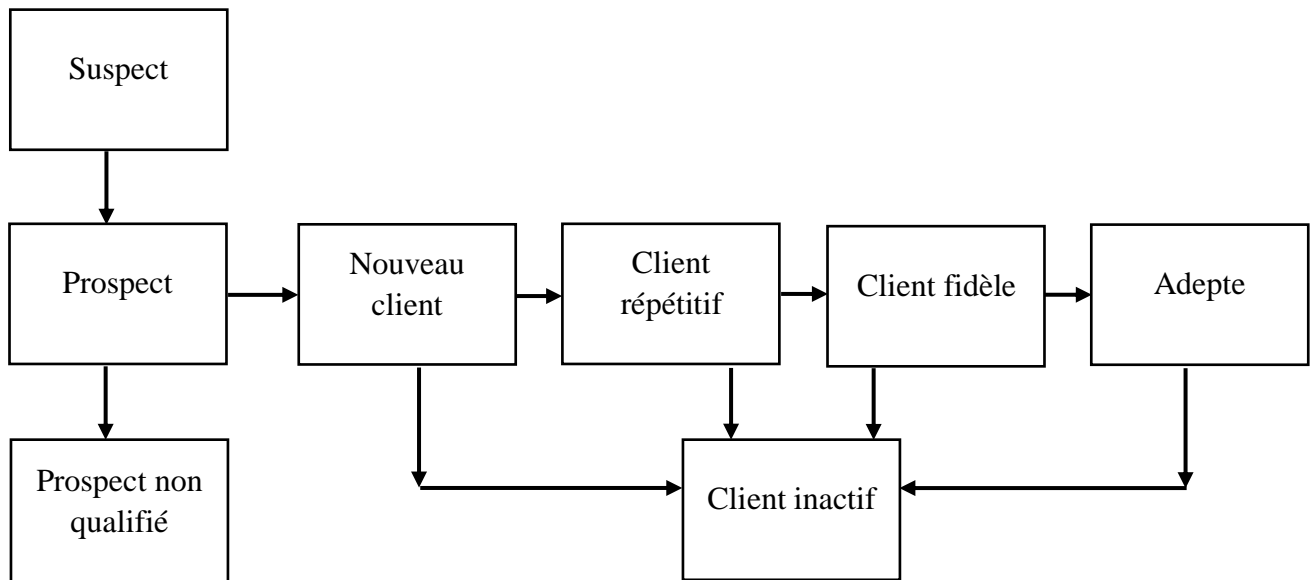 Suspect
Prospect
Nouveau
client
Client
répétitif
Client fidèle
Adepte
Prospect non
qualifié
Client inactif